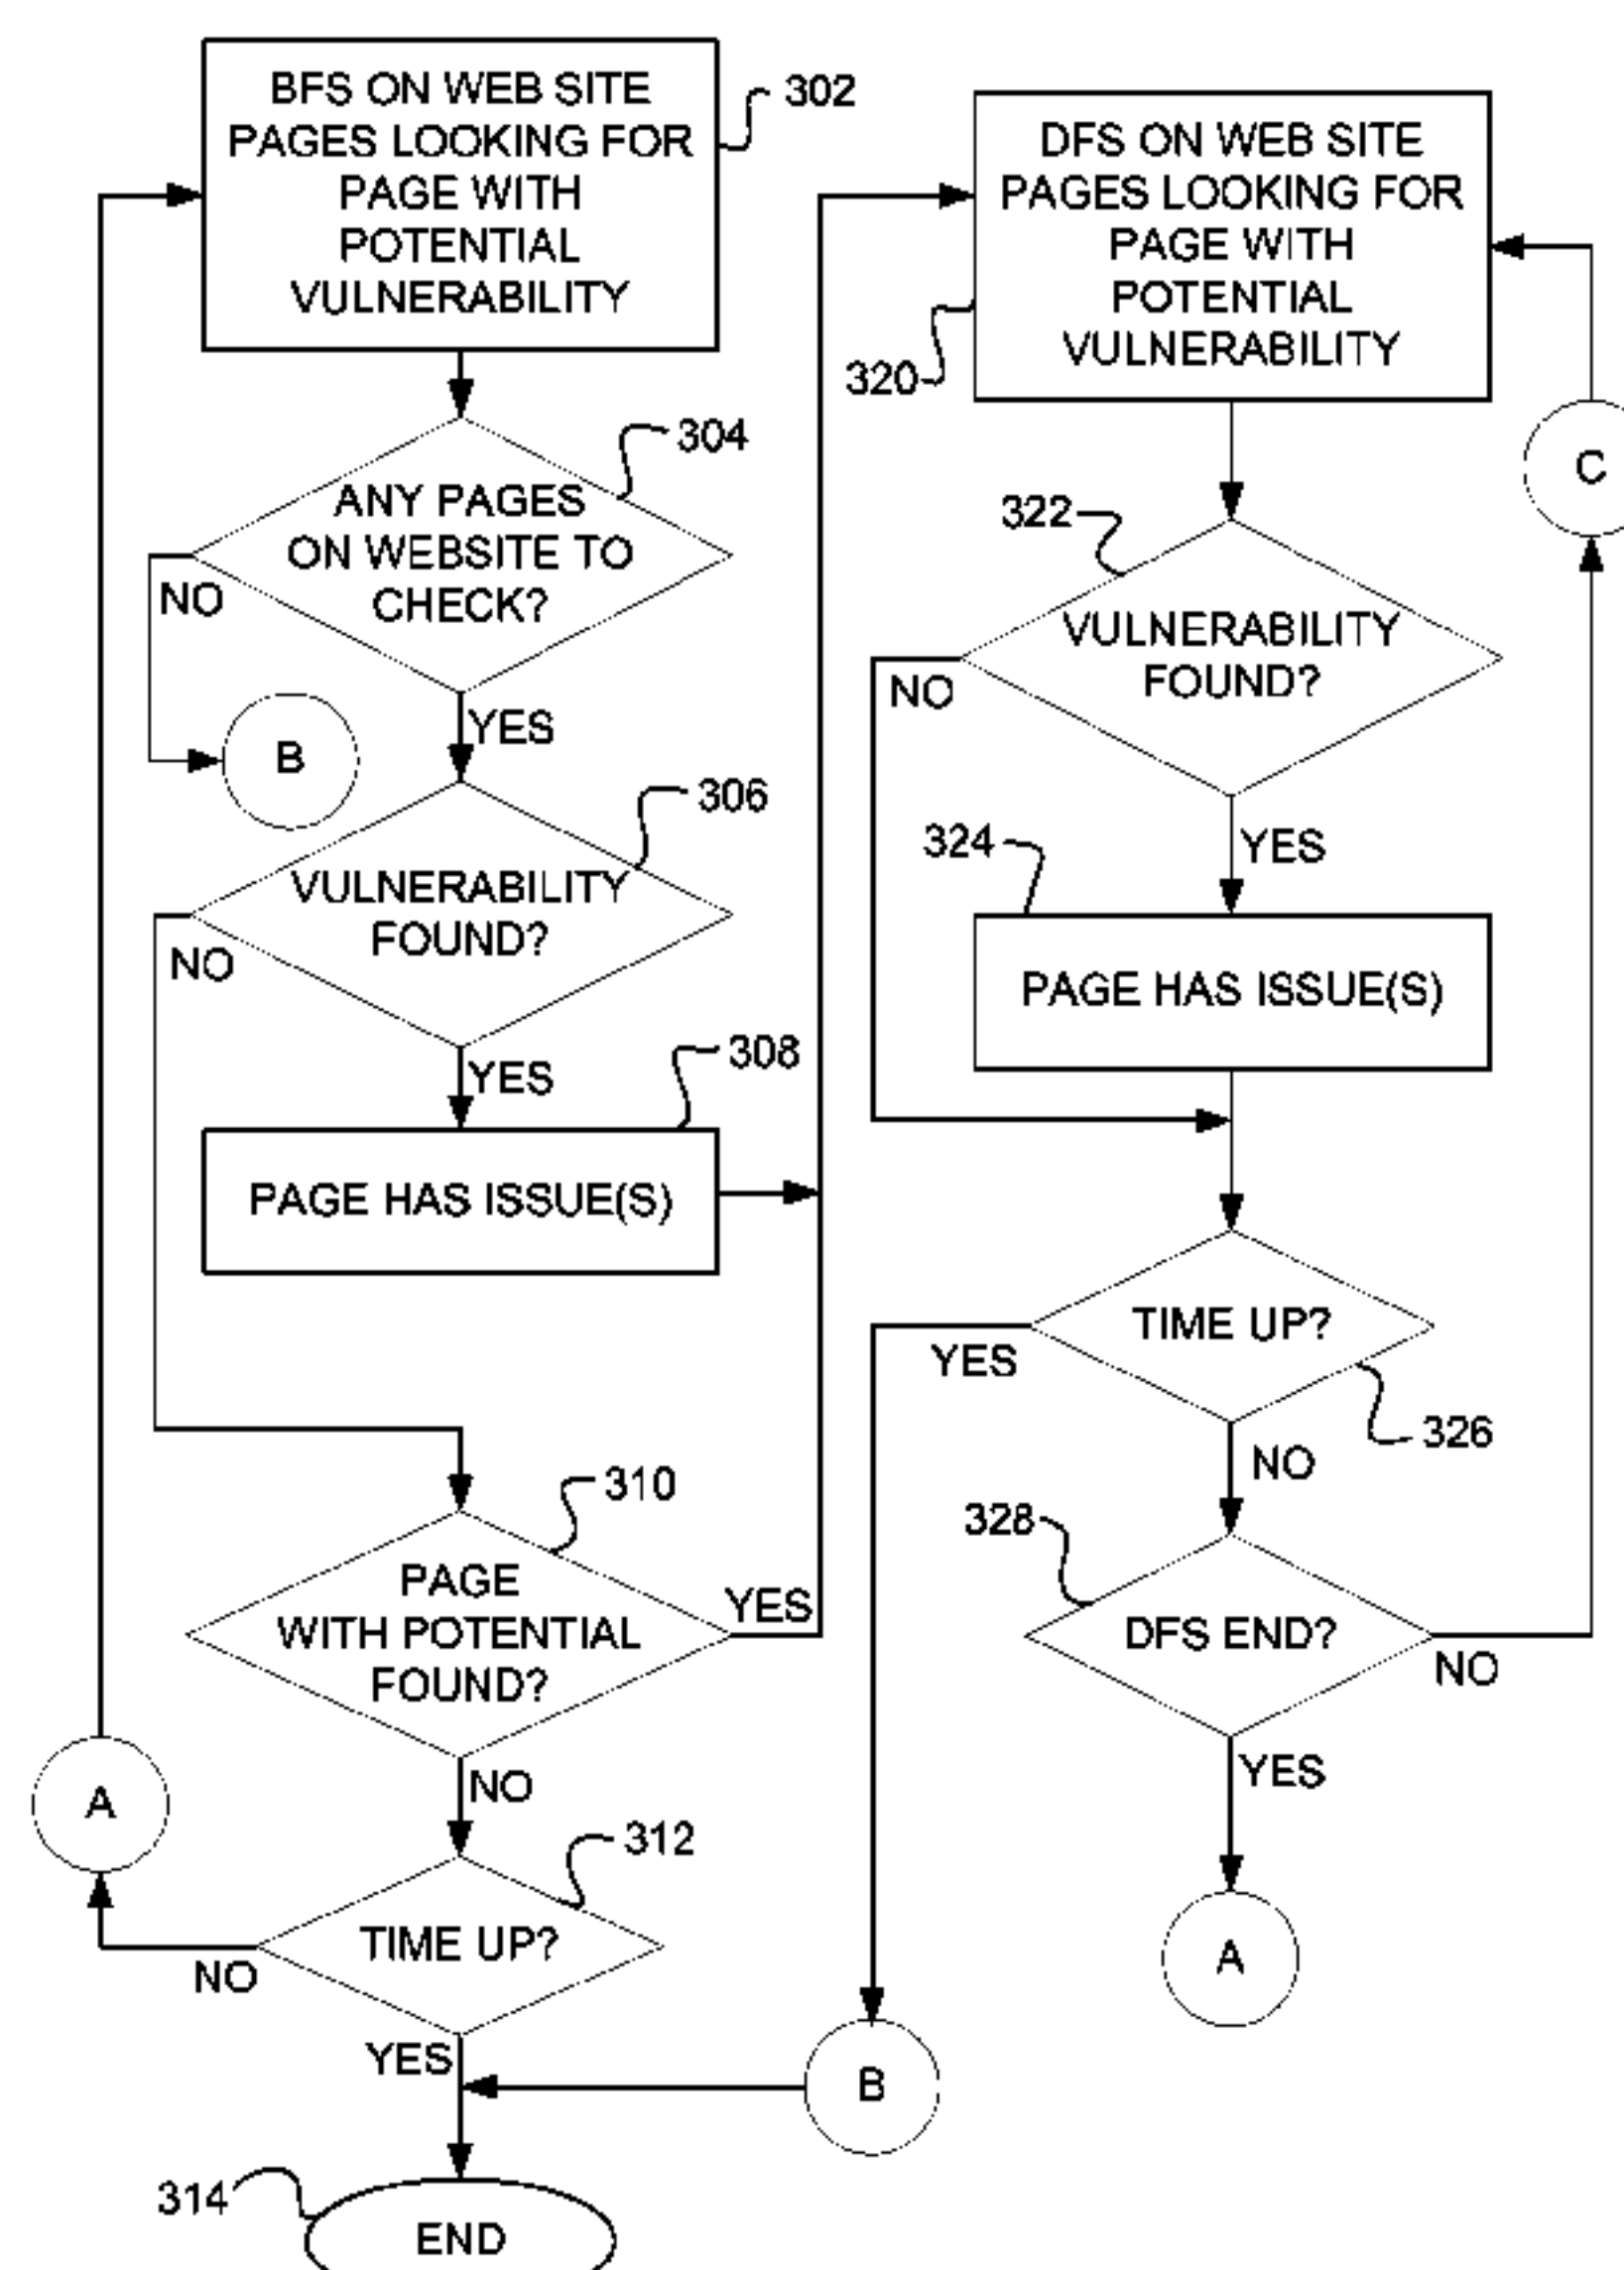 BFS ON WEB SITE
PAGES LOOKING FOR
PAGE WITH
POTENTIAL
VULNERABILITY
302
304
ANY PAGES
ON WEBSITE TO
CHECK?
NO
YES
B
306
VULNERABILITY
FOUND?
NO
YES
308
PAGE HAS ISSUE(S)
310
PAGE
WITH POTENTIAL
FOUND?
YES
NO
A
312
TIME UP?
NO
YES
314
END
DFS ON WEB SITE
PAGES LOOKING FOR
PAGE WITH
POTENTIAL
VULNERABILITY
320
C
322
VULNERABILITY
FOUND?
NO
YES
324
PAGE HAS ISSUE(S)
TIME UP?
YES
326
NO
328
DFS END?
NO
YES
A
B